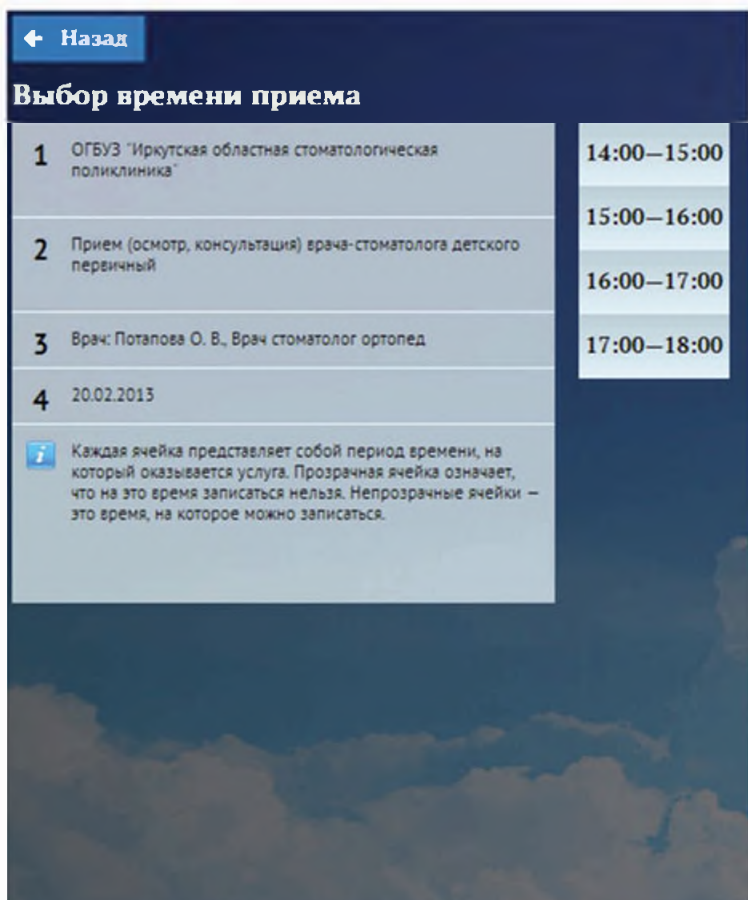 Назад
Выбор времени приема
1 ОГБУЗ "Иркутская областная стоматологическая
поликлиника"
2 Прием (осмотр, консультация) врача-стоматолога детского
первичный
3 Врач: Потапова О. В., Врач стоматолог ортопед
4 20.02.2013
Каждая ячейка представляет собой период времени, на
который оказывается услуга. Прозрачная ячейка означает,
что на это время записаться нельзя. Непрозрачные ячейки —
это время, на которое можно записаться.
14:00—15:00
15:00—16:00
16:00—17:00
17:00—18:00